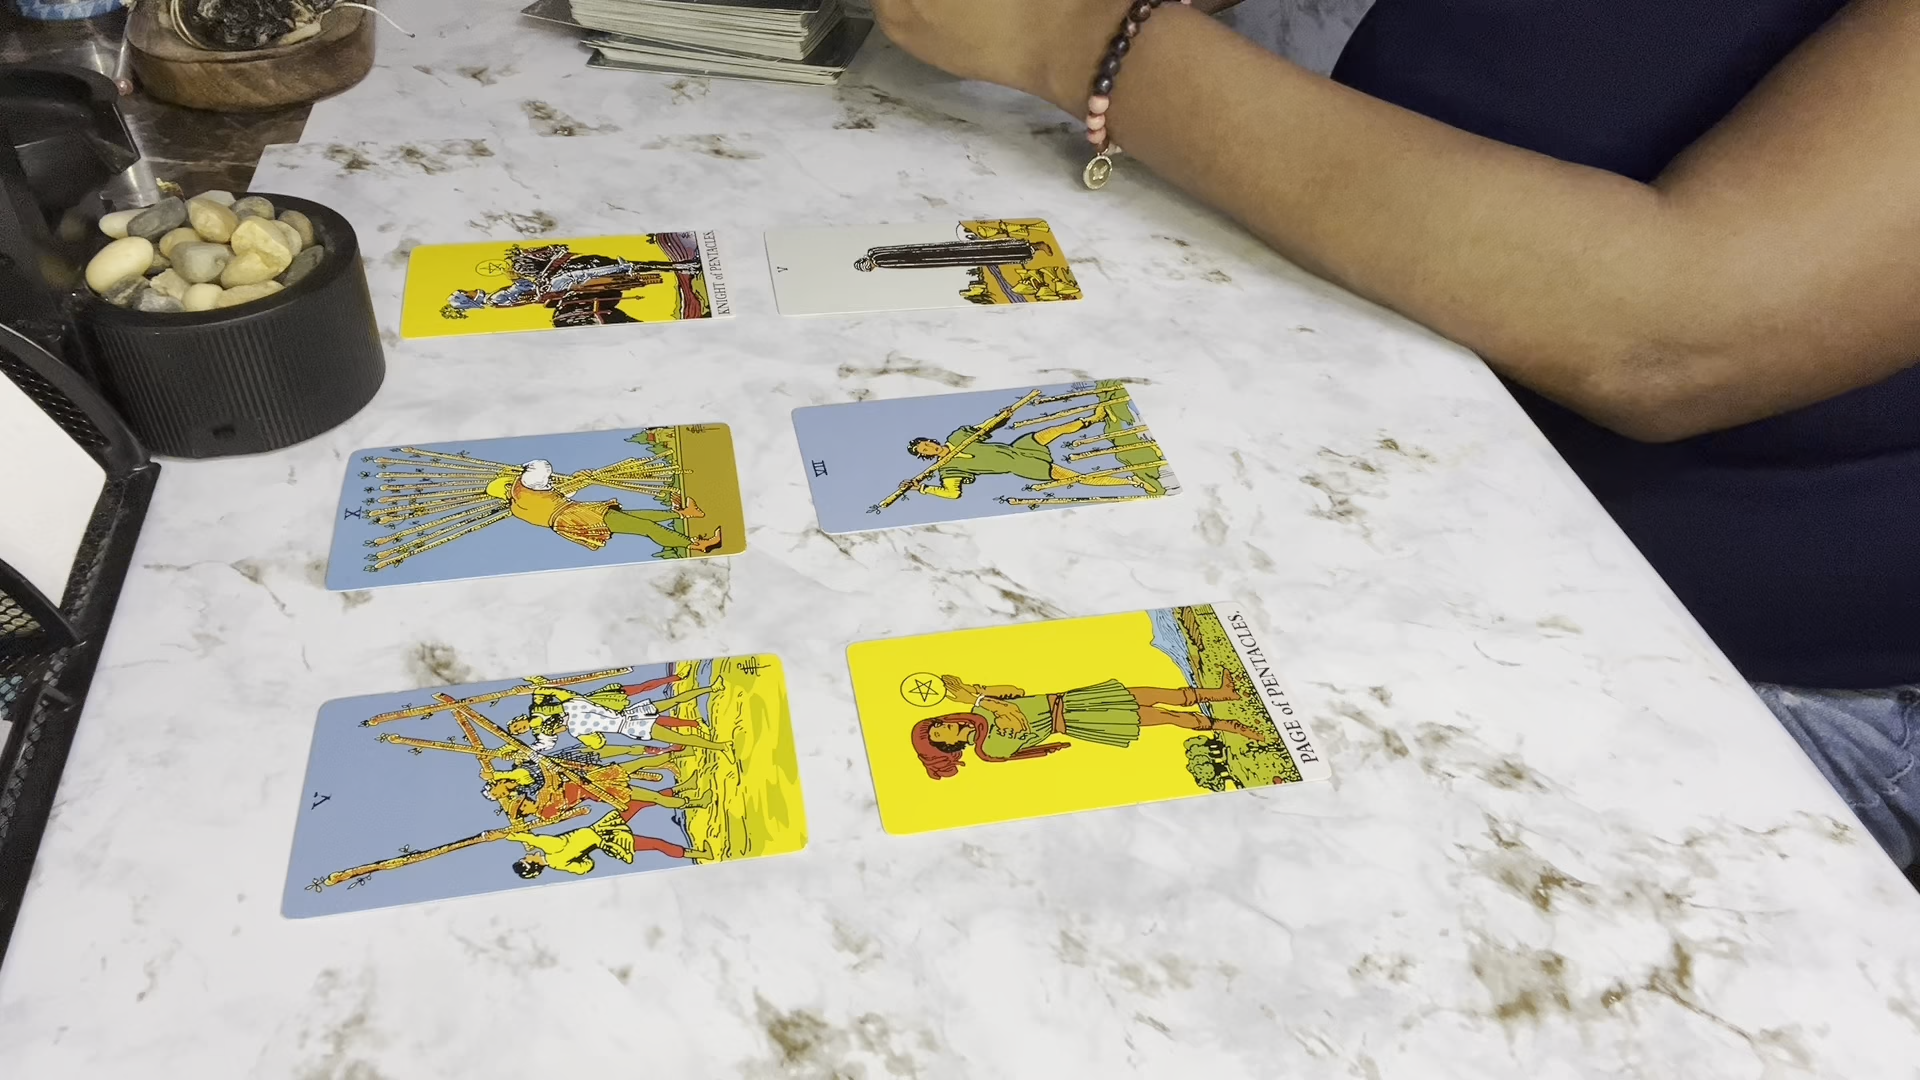 KNIGHT of PENTACLES.
V
X
VII
V
PAGE of PENTACLES.